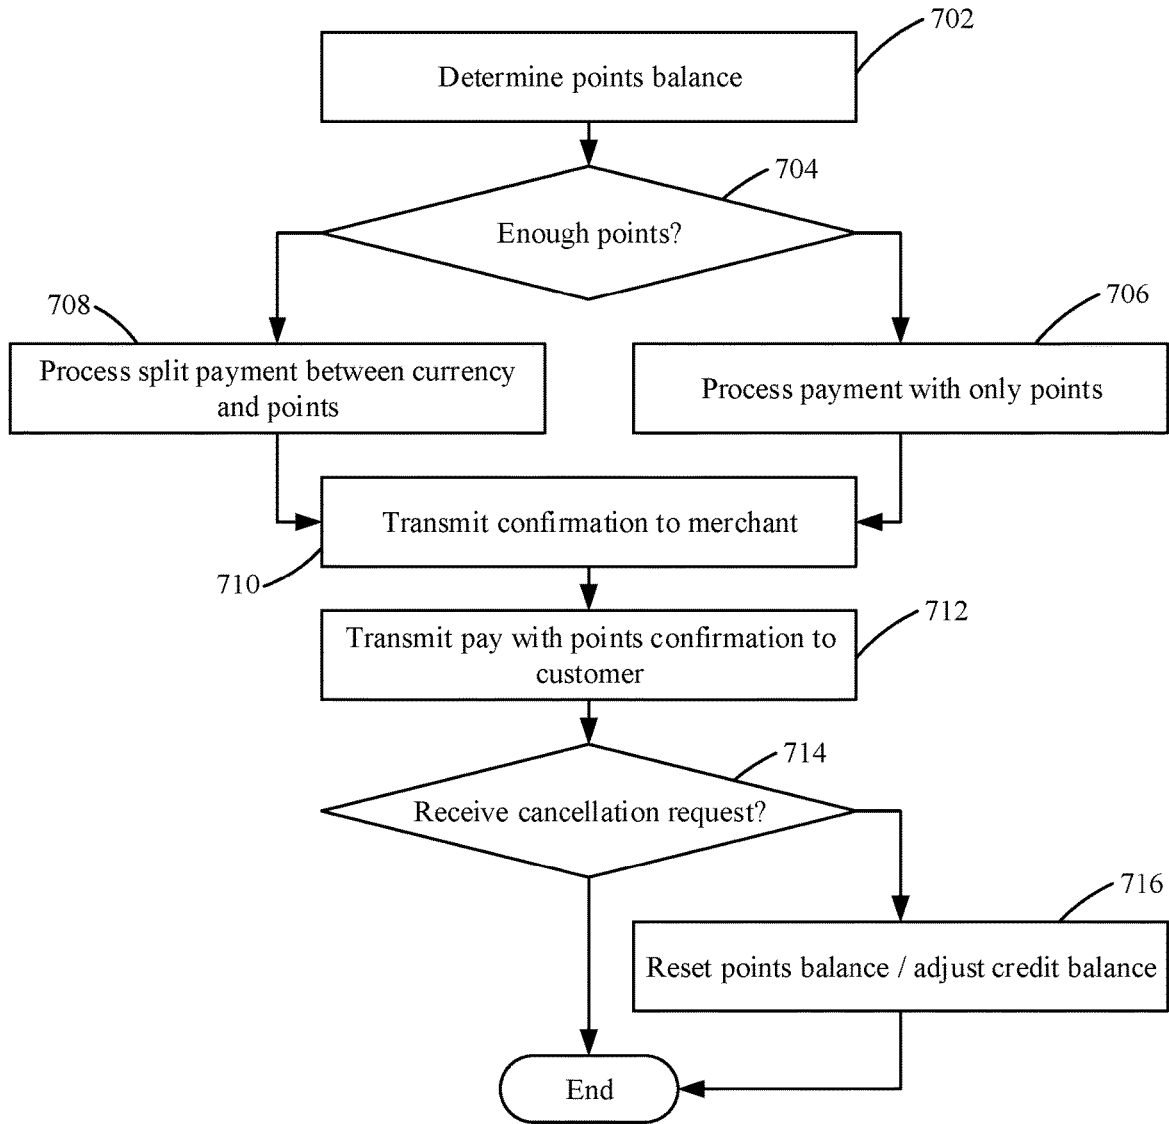 702
Determine points balance
704
Enough points?
708
706
Process split payment between currency
and points
Process payment with only points
Transmit confirmation to merchant
710
712
Transmit pay with points confirmation to
customer
714
Receive cancellation request?
716
Reset points balance / adjust credit balance
End